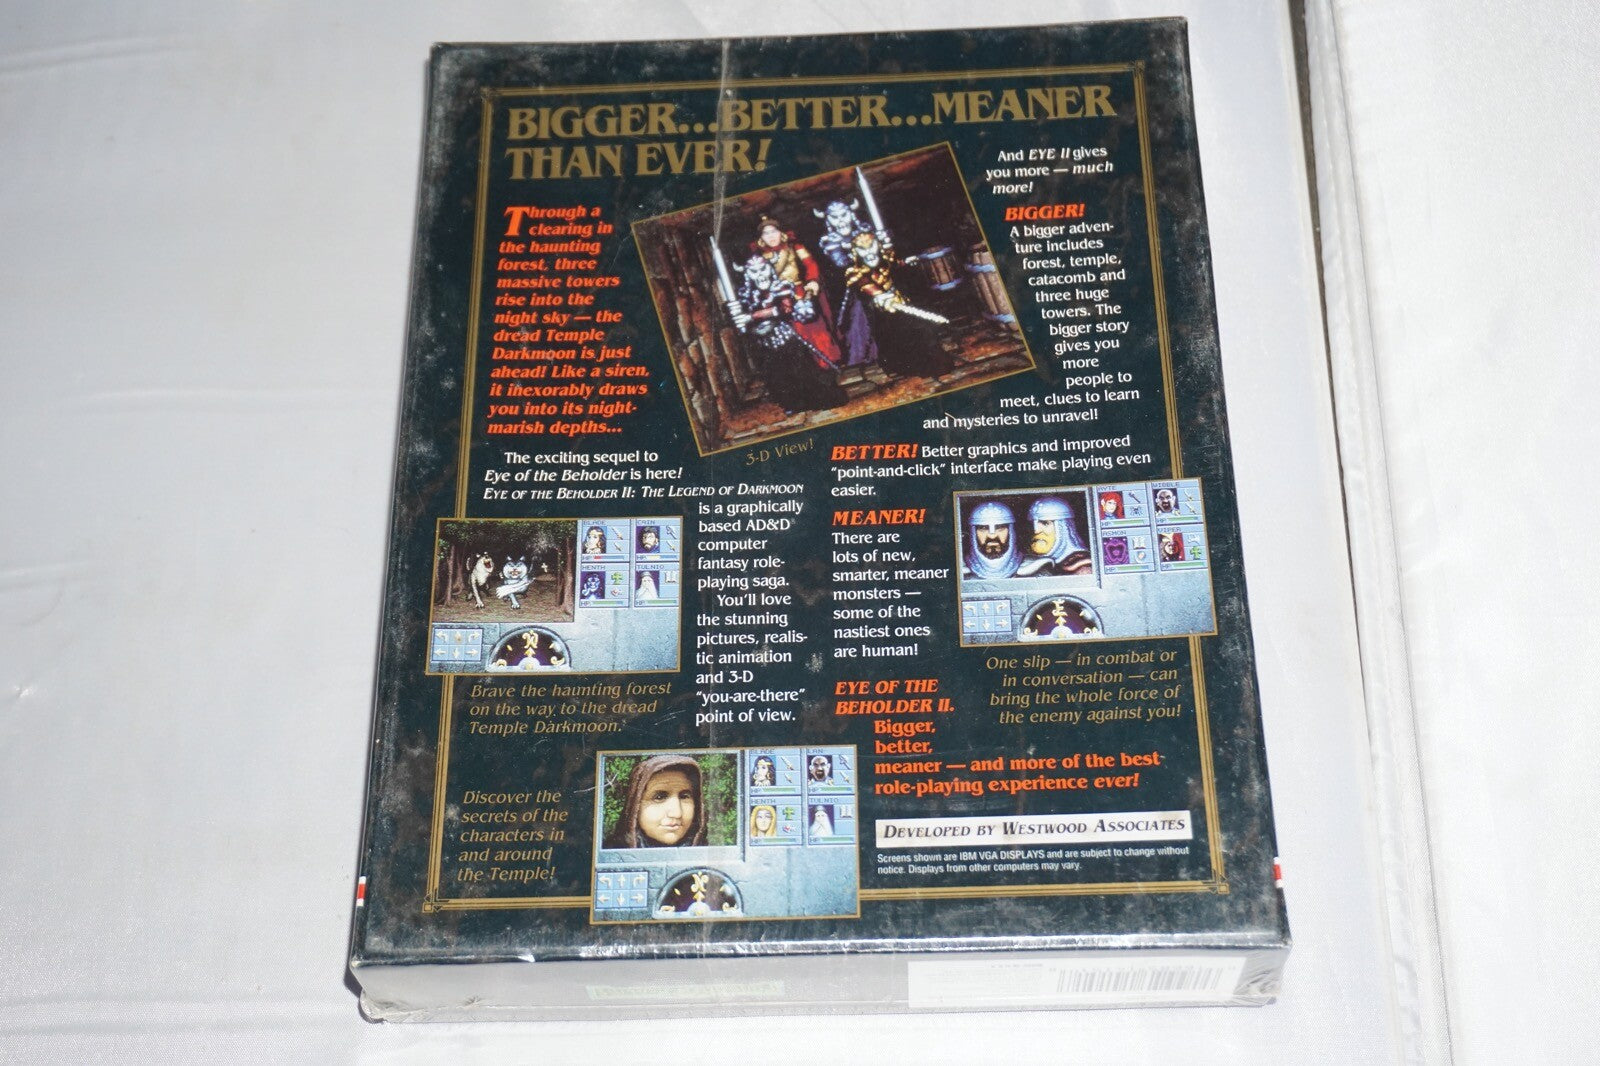 BIGGER...BETTER...MEANER
THAN EVER!
Through a
clearing in
the haunting
forest, three
massive towers
rise into the
night sky — the
dread Temple
Darkmoon is just
ahead! Like a siren,
it inexorably draws
you into its night-
marish depths...
The exciting sequel to
Eye of the Beholder is here!
EYE OF THE BEHOLDER II: THE LEGEND OF DARKMOON
is a graphically
based AD&D®
computer
fantasy role-
playing saga.
You'll love
the stunning
pictures, realis-
tic animation
and 3-D
"you-are-there"
point of view.
3-D View!
And EYE II gives
you more — much
more!
BIGGER!
A bigger adven-
ture includes
forest, temple,
catacomb and
three huge
towers. The
bigger story
gives you
more
people to
meet, clues to learn
and mysteries to unravel!
BETTER! Better graphics and improved
"point-and-click" interface make playing even
easier.
MEANER!
There are
lots of new,
smarter, meaner
monsters —
some of the
nastiest ones
are human!
EYE OF THE
BEHOLDER II.
Bigger,
better,
meaner — and more of the best
role-playing experience ever!
BLADE CAIN
HENTH TULNIO
N
Brave the haunting forest
on the way to the dread
Temple Darkmoon.
AYTE WIBBLE
ASMON VIPER
E
One slip — in combat or
in conversation — can
bring the whole force of
the enemy against you!
BLADE
HENTH TULNIO
Discover the
secrets of the
characters in
and around
the Temple!
DEVELOPED BY WESTWOOD ASSOCIATES
Screens shown are IBM VGA DISPLAYS and are subject to change without
notice. Displays from other computers may vary.